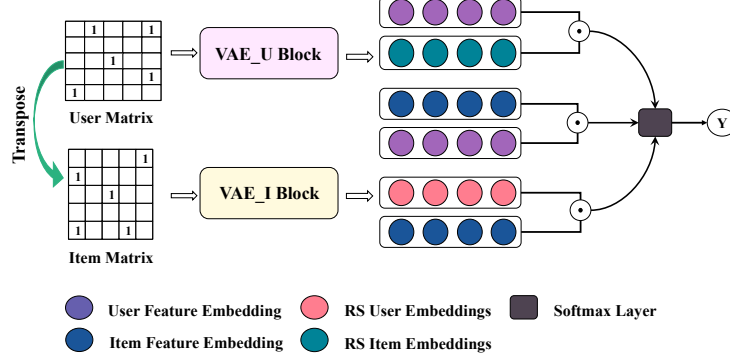 1 1
1
1
1
User Matrix
VAE_U Block
Transpose
Y
1
1
1
1 1
Item Matrix
VAE_I Block
User Feature Embedding
RS User Embeddings
Softmax Layer
Item Feature Embedding
RS Item Embeddings